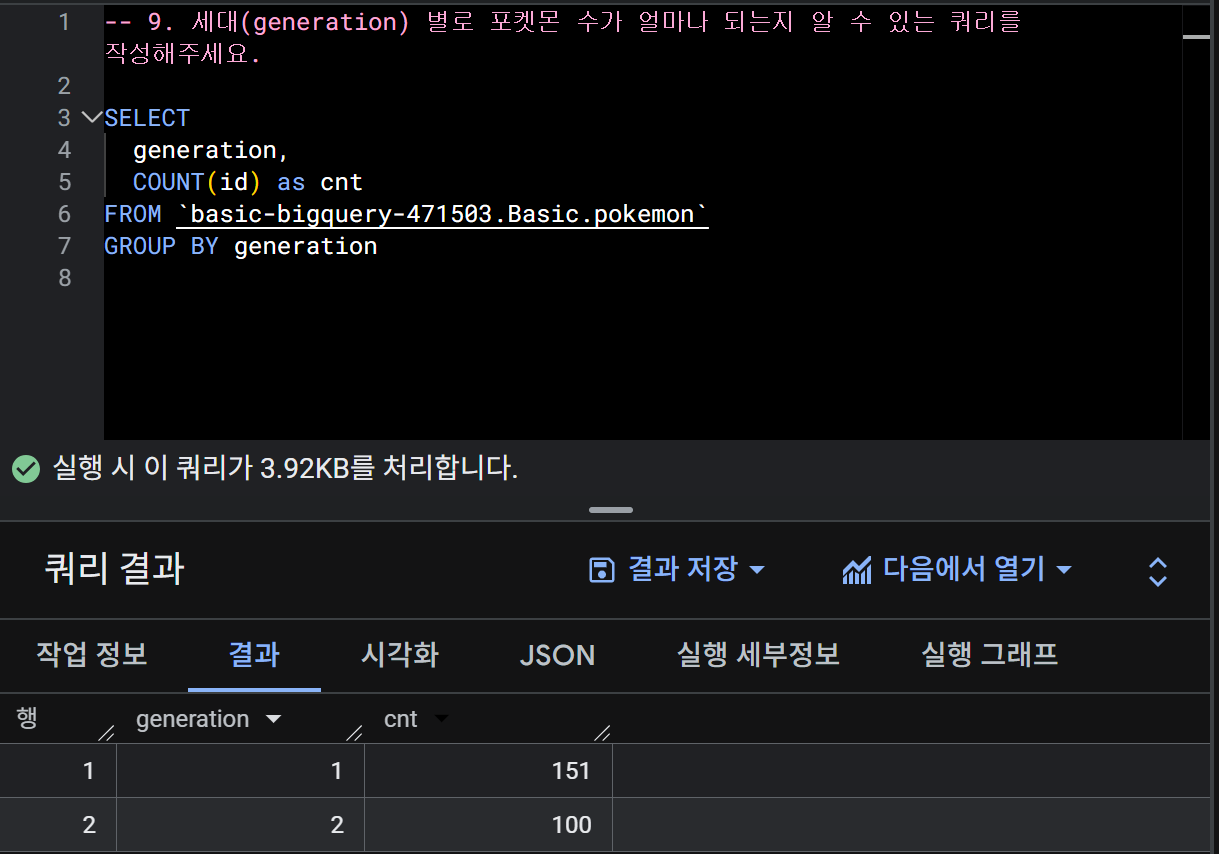 1 -- 9. 세대(generation) 별로 포켓몬 수가 얼마나 되는지 알 수 있는 쿼리를
작성해주세요.
2
3 SELECT
4 generation,
5 COUNT(id) as cnt
6 FROM `basic-bigquery-471503.Basic.pokemon`
7 GROUP BY generation
8
실행 시 이 쿼리가 3.92KB를 처리합니다.
쿼리 결과 결과 저장 다음에서 열기
작업 정보 결과 시각화 JSON 실행 세부정보 실행 그래프
행 generation cnt
1 1 151
2 2 100